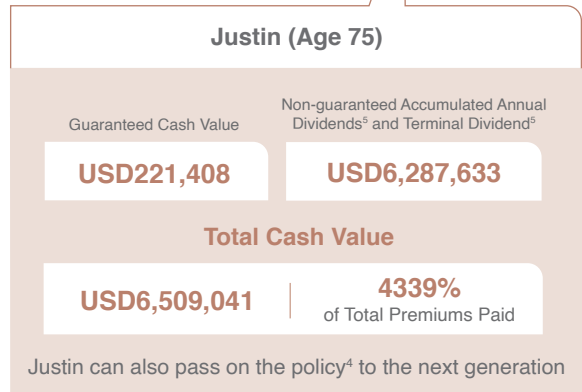 Justin (Age 75)
Guaranteed Cash Value
Non-guaranteed Accumulated Annual
Dividends⁵ and Terminal Dividend⁵
USD221,408
USD6,287,633
Total Cash Value
USD6,509,041
4339%
of Total Premiums Paid
Justin can also pass on the policy⁴ to the next generation